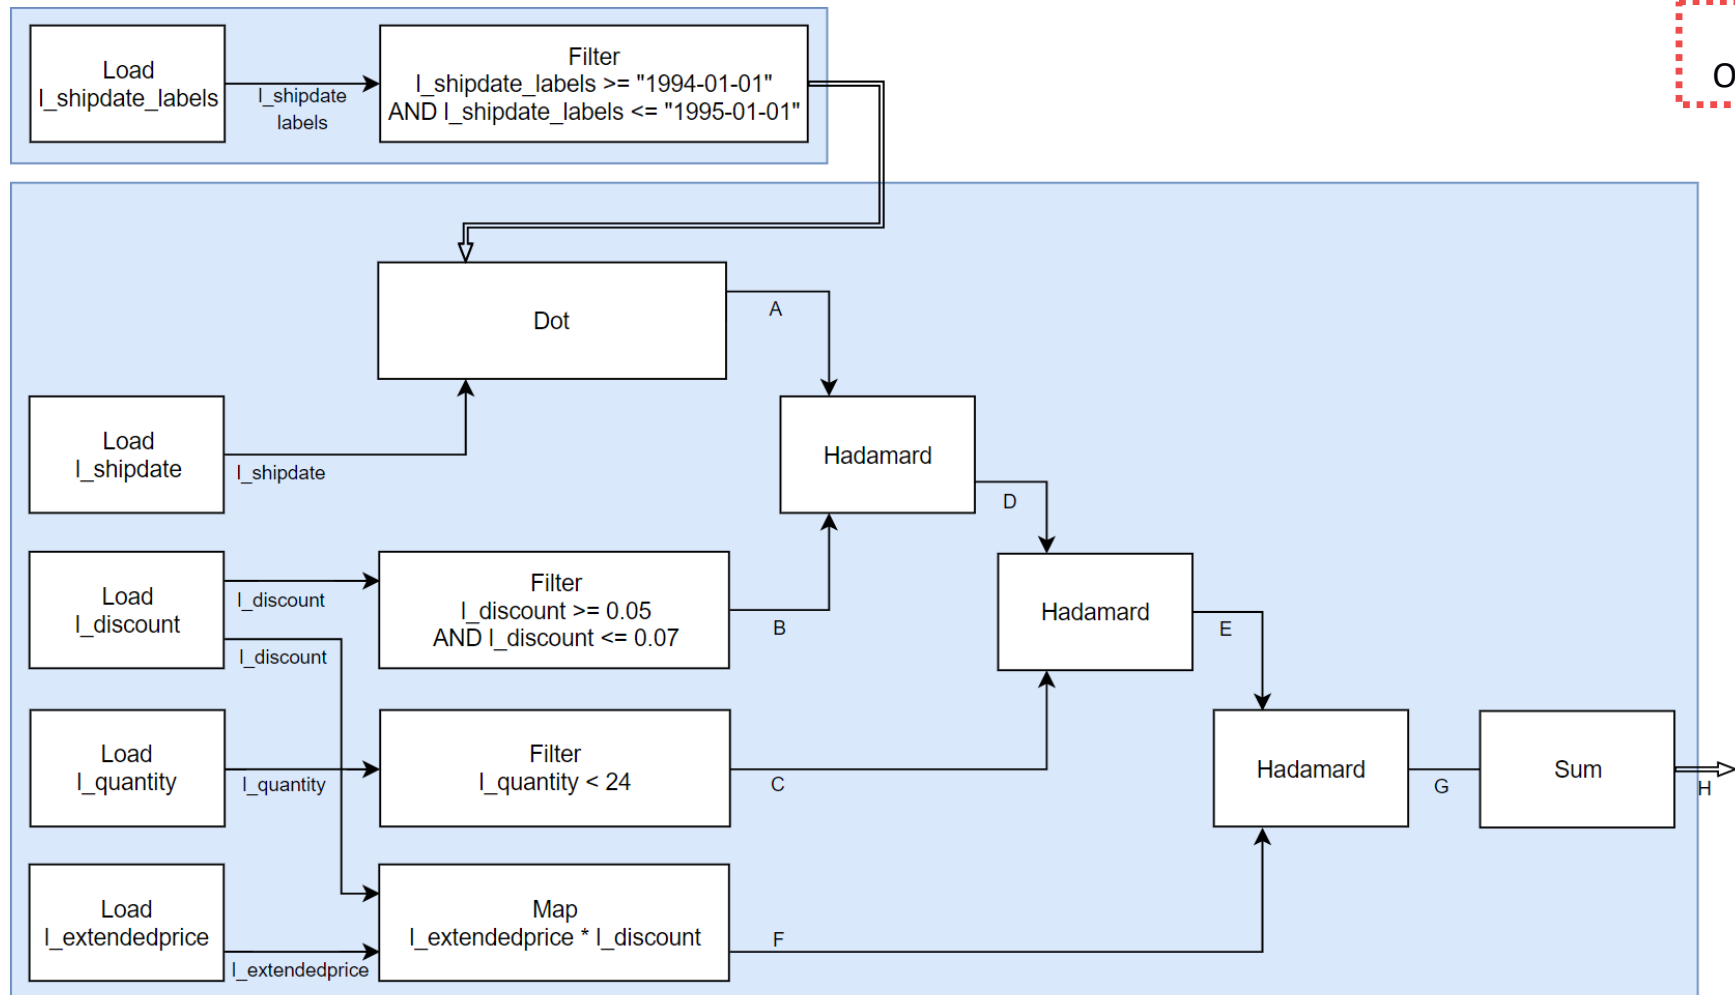 Load
l_shipdate_labels
l_shipdate
labels
Filter
l_shipdate_labels >= "1994-01-01"
AND l_shipdate_labels <= "1995-01-01"
O
Dot
A
Load
l_shipdate
l_shipdate
Hadamard
D
Load
l_discount
l_discount
l_discount
Filter
l_discount >= 0.05
AND l_discount <= 0.07
B
Hadamard
E
Load
l_quantity
l_quantity
Filter
l_quantity < 24
C
Hadamard
G
Sum
H
Load
l_extendedprice
l_extendedprice
Map
l_extendedprice * l_discount
F